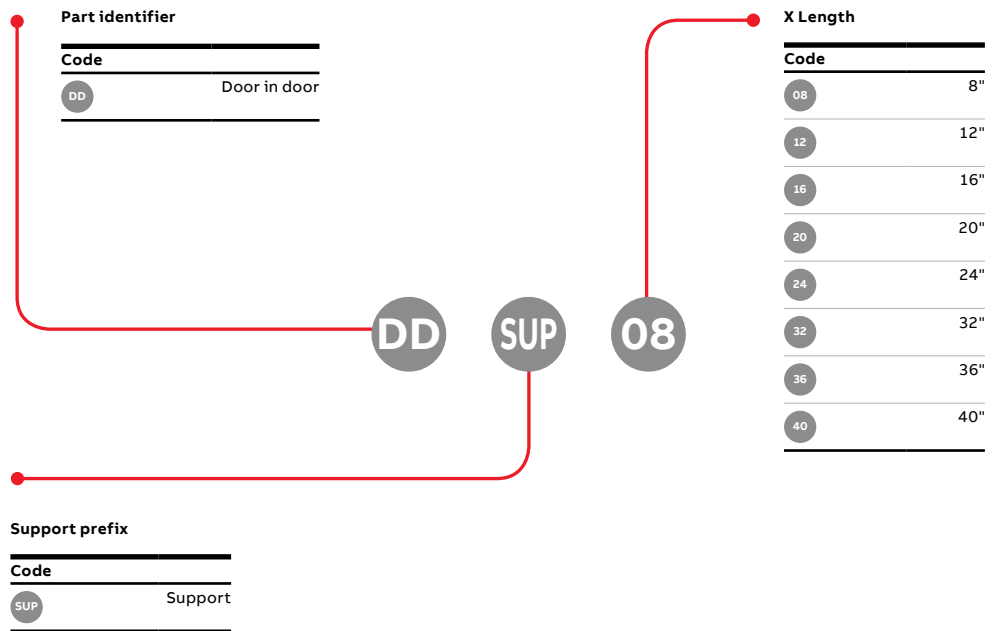 Part identifier
Code
DD Door in door
X Length
Code
08 8"
12 12"
16 16"
20 20"
24 24"
32 32"
36 36"
40 40"
DD SUP 08
Support prefix
Code
SUP Support